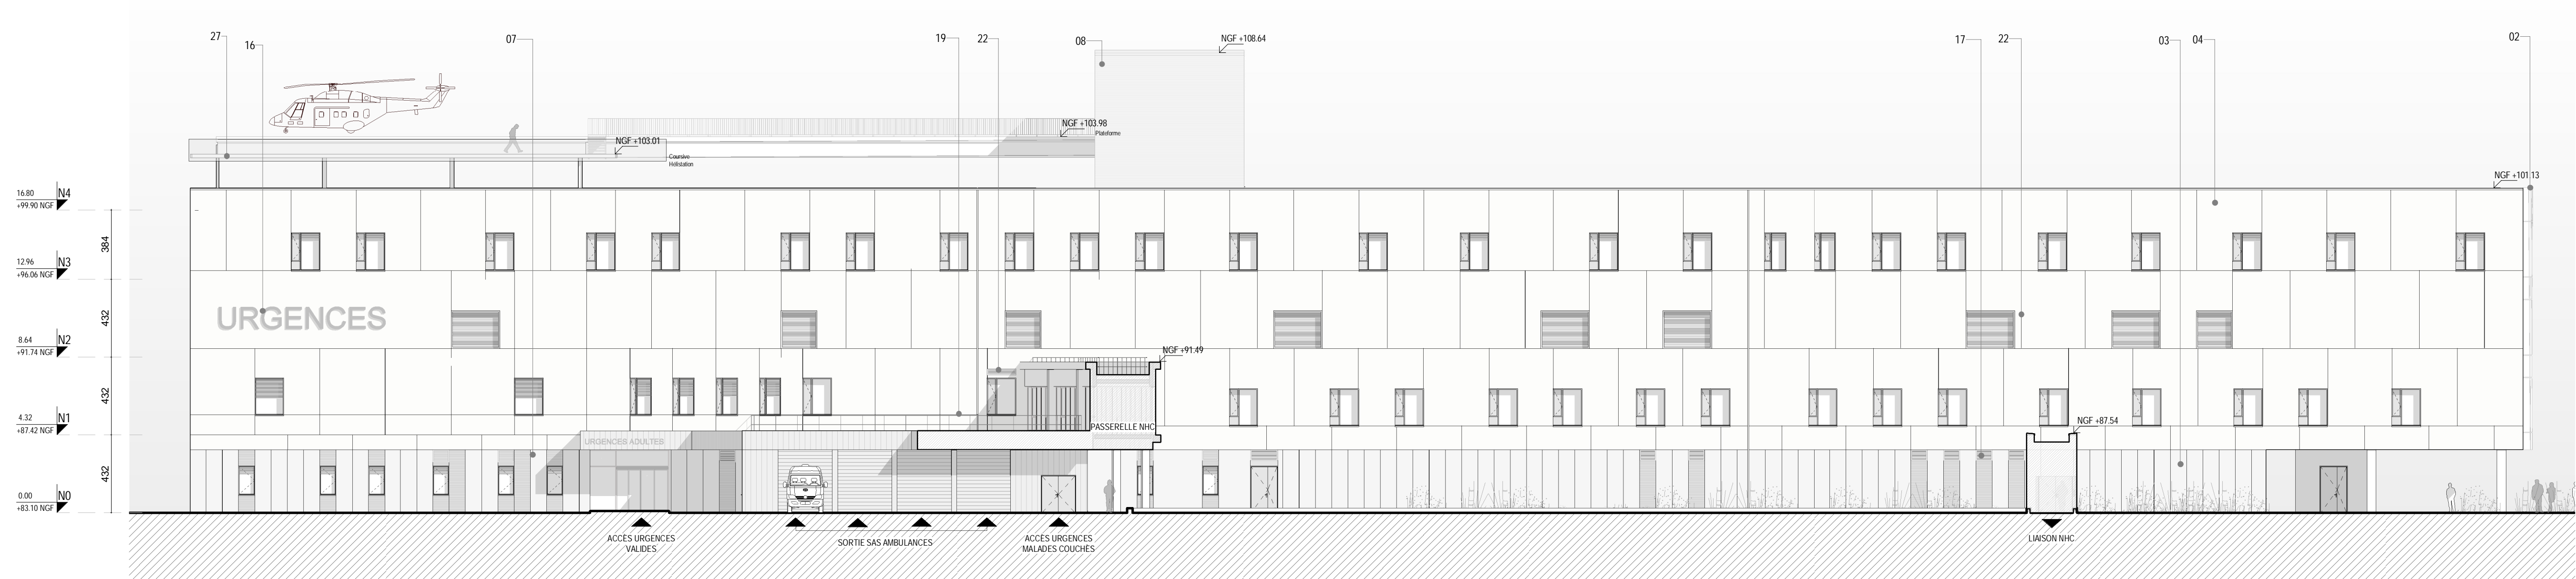 27
16
07
19
22
08
NGF +108.64
17
22
03
04
02
NGF +103.98
Plateforme
NGF +103.01
Coursive
Hélistation
NGF +101.13
16.80 N4
+99.90 NGF
384
12.96 N3
+96.06 NGF
432
URGENCES
8.64 N2
+91.74 NGF
NGF +91.49
432
4.32 N1
+87.42 NGF
PASSERELLE NHC
NGF +87.54
URGENCES ADULTES
432
0.00 N0
+83.10 NGF
ACCÈS URGENCES
VALIDES
SORTIE SAS AMBULANCES
ACCÈS URGENCES
MALADES COUCHÉS
LIAISON NHC